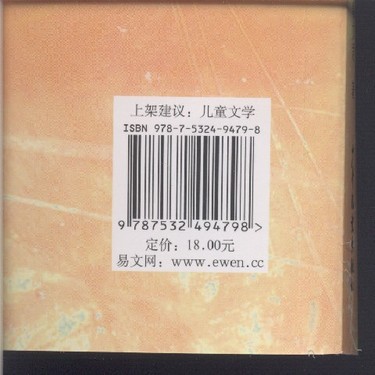 上架建议：儿童文学
ISBN 978-7-5324-9479-8
9 787532 494798 >
定价：18.00元
易文网：www.ewen.cc